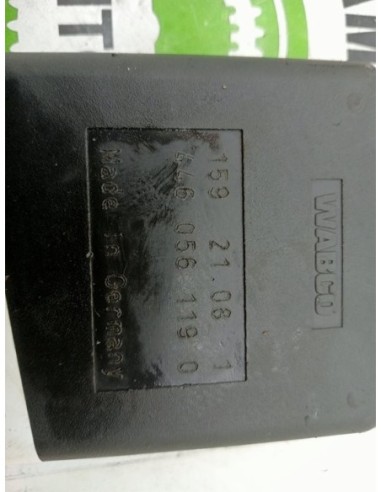 WABCO
159 21.08 1
446 056 119 0
Made in Germany